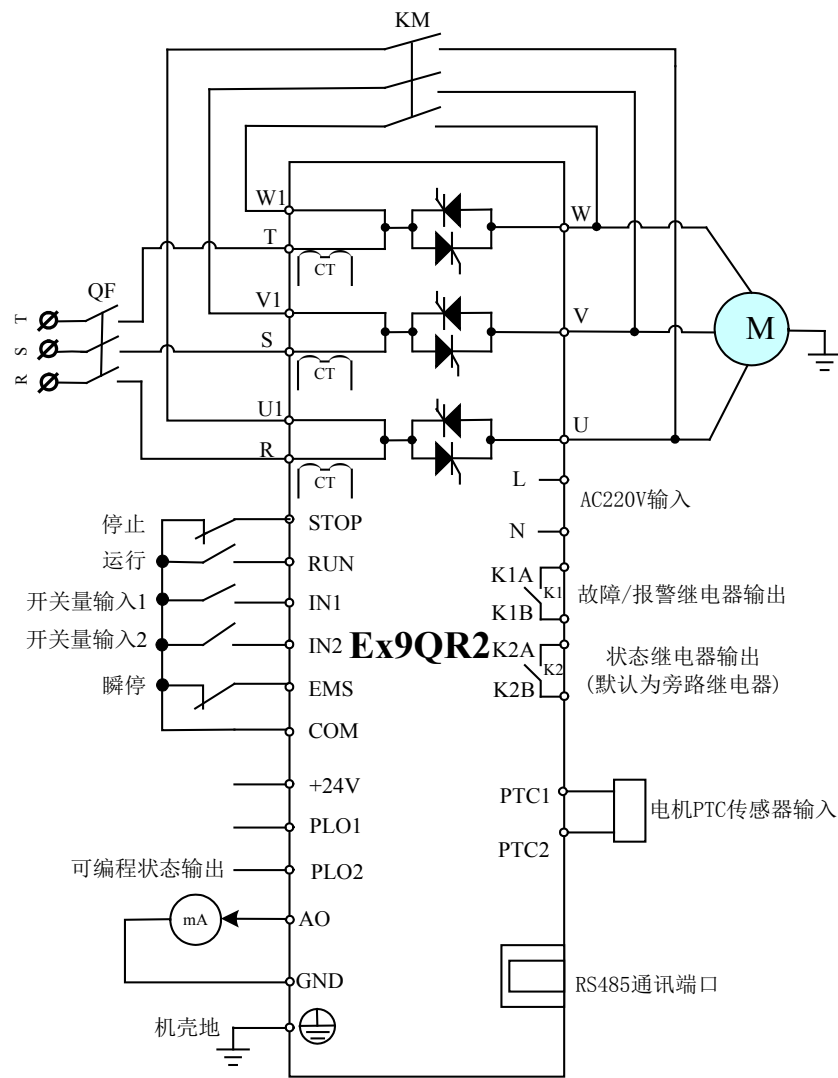 KM
W1
W
T
CT
QF
T
V1
V
M
S
S
CT
R
U1
U
R
CT
L
AC220V输入
停止
STOP
N
运行
RUN
K1A
K1
故障/报警继电器输出
开关量输入1
IN1
K1B
开关量输入2
IN2
Ex9QR2
K2A
K2
状态继电器输出
(默认为旁路继电器)
瞬停
EMS
K2B
COM
+24V
PTC1
电机PTC传感器输入
PLO1
PTC2
可编程状态输出
PLO2
mA
AO
GND
RS485通讯端口
机壳地